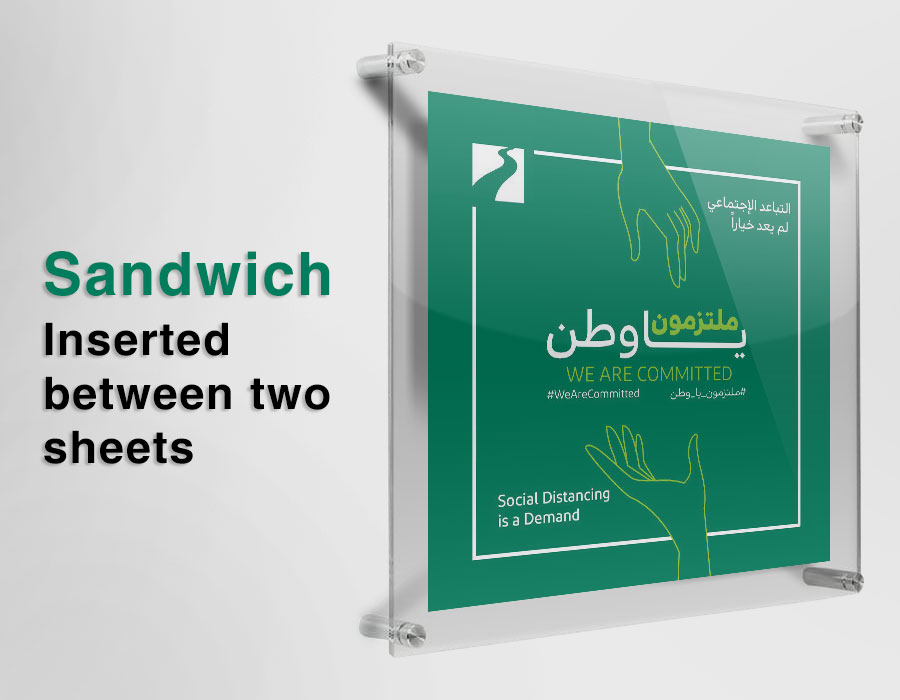 Sandwich
Inserted
between two
sheets
التباعد الإجتماعي
لم يعد خياراً
ملتزمون
يا وطن
WE ARE COMMITTED
#WeAreCommitted #ملتزمون_يا_وطن
Social Distancing
is a Demand